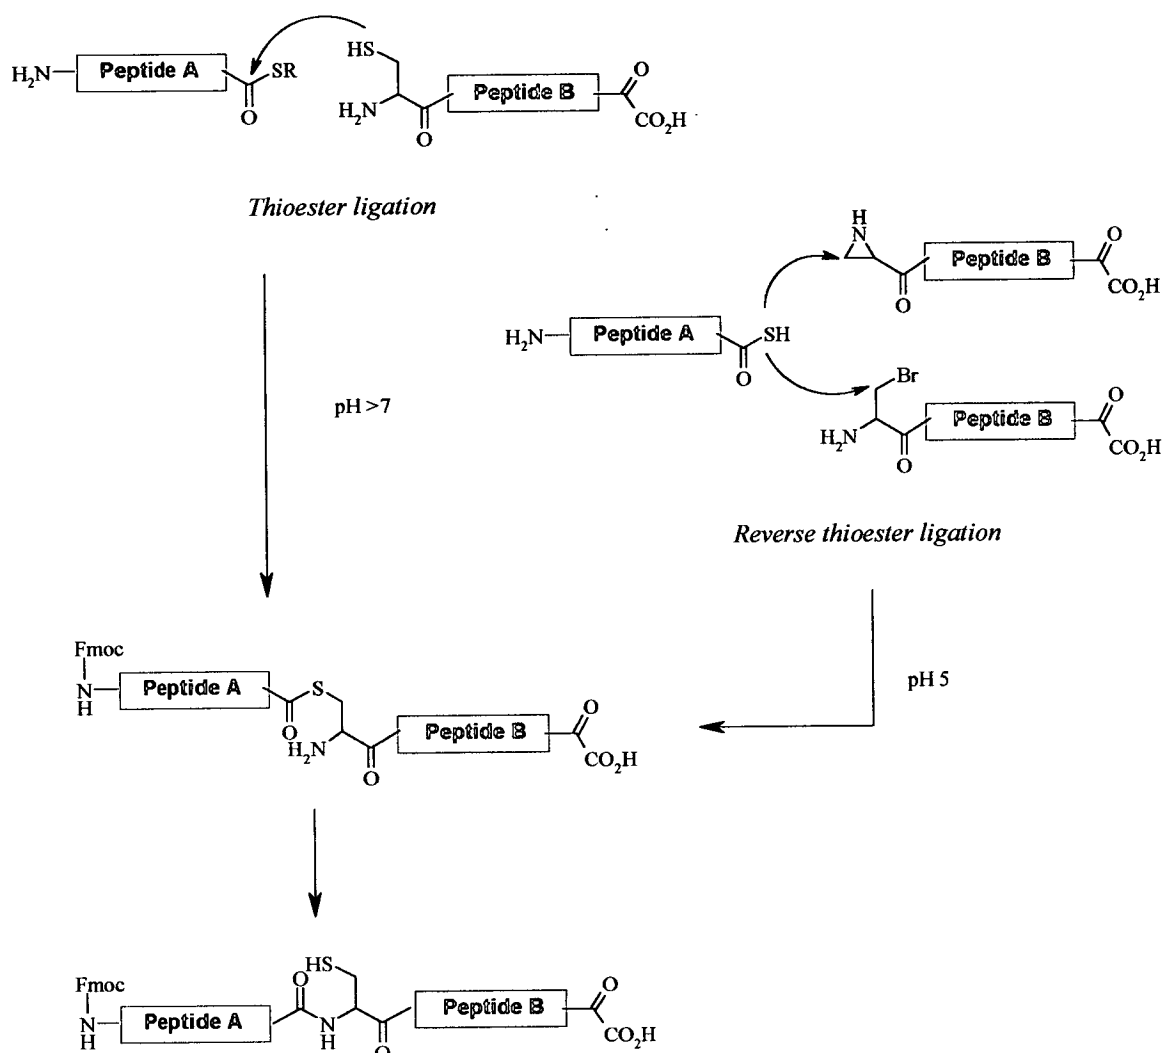 H₂N Peptide A SR O HS H₂N O Peptide B O CO₂H
Thioester ligation
H N O Peptide B O CO₂H
H₂N Peptide A SH O
pH >7
Br H₂N O Peptide B O CO₂H
Reverse thioester ligation
pH 5
Fmoc N H Peptide A O S H₂N O Peptide B O CO₂H
Fmoc N H Peptide A O N H HS O Peptide B O CO₂H